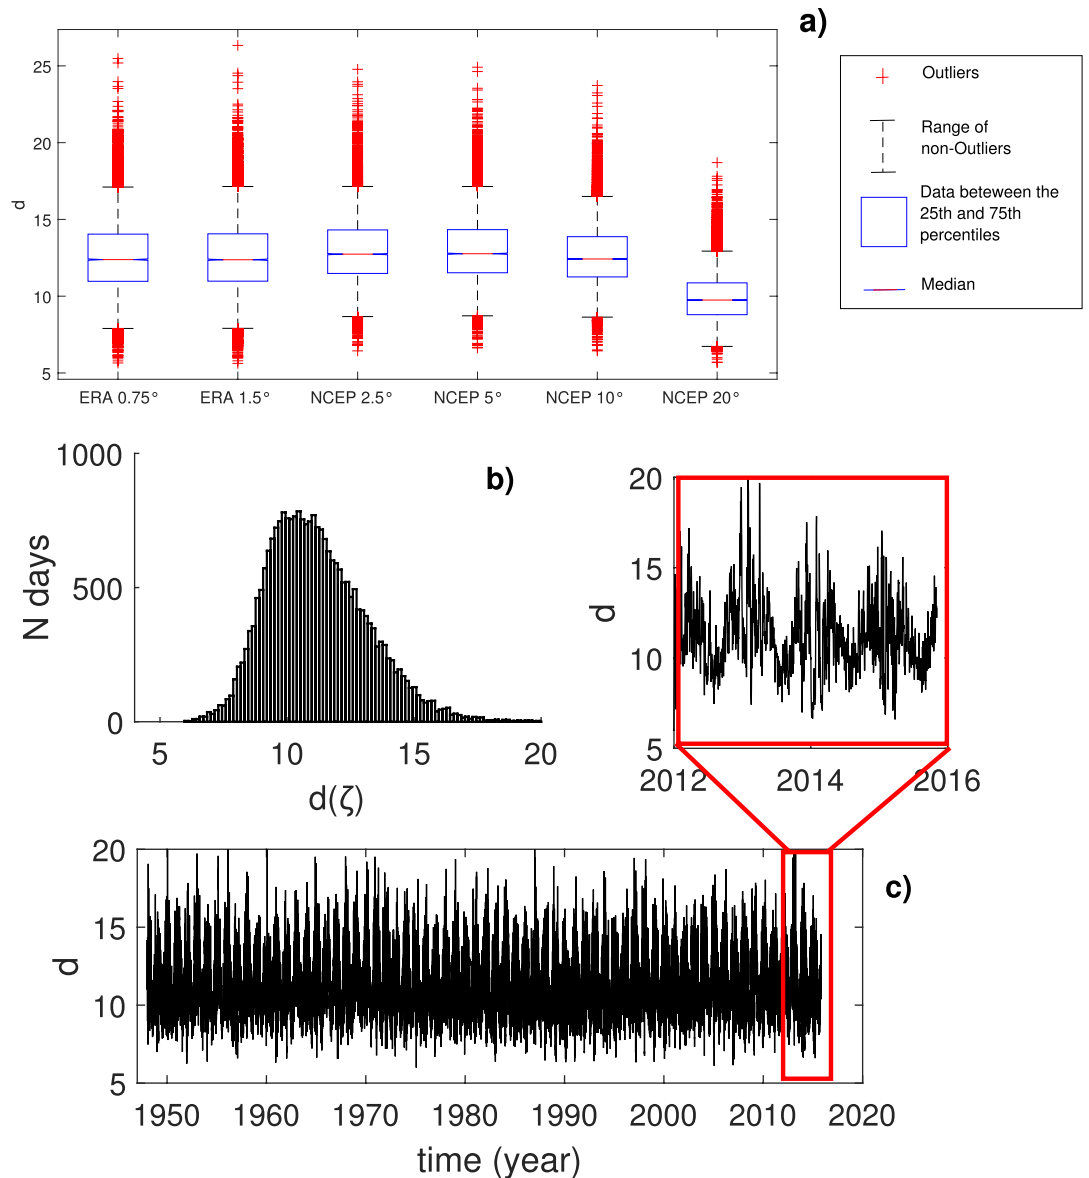 a)
25
20
15
10
5
d
ERA 0.75° ERA 1.5° NCEP 2.5° NCEP 5° NCEP 10° NCEP 20°
Outliers
Range of
non-Outliers
Data beteween the
25th and 75th
percentiles
Median
b)
1000
500
0
N days
5 10 15 20
d(ζ)
20
15
10
5
d
2012 2014 2016
c)
20
15
10
5
d
1950 1960 1970 1980 1990 2000 2010 2020
time (year)